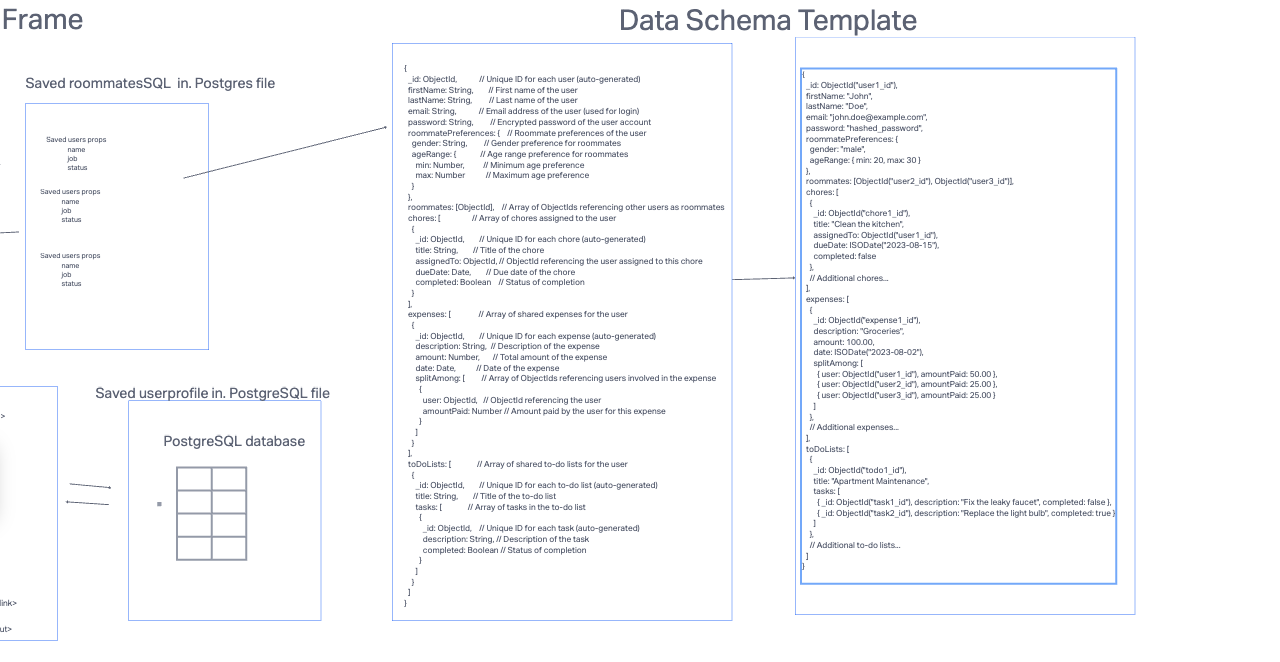 Frame
Data Schema Template
Saved roommatesSQL in. Postgres file
Saved users props
name
job
status
Saved users props
name
job
status
Saved users props
name
job
status
>
link>
ut>
Saved userprofile in. PostgreSQL file
PostgreSQL database
{
_id: ObjectId, // Unique ID for each user (auto-generated)
firstName: String, // First name of the user
lastName: String, // Last name of the user
email: String, // Email address of the user (used for login)
password: String, // Encrypted password of the user account
roommatePreferences: { // Roommate preferences of the user
gender: String, // Gender preference for roommates
ageRange: { // Age range preference for roommates
min: Number, // Minimum age preference
max: Number // Maximum age preference
}
},
roommates: [ObjectId], // Array of ObjectIds referencing other users as roommates
chores: [ // Array of chores assigned to the user
{
_id: ObjectId, // Unique ID for each chore (auto-generated)
title: String, // Title of the chore
assignedTo: ObjectId, // ObjectId referencing the user assigned to this chore
dueDate: Date, // Due date of the chore
completed: Boolean // Status of completion
}
],
expenses: [ // Array of shared expenses for the user
{
_id: ObjectId, // Unique ID for each expense (auto-generated)
description: String, // Description of the expense
amount: Number, // Total amount of the expense
date: Date, // Date of the expense
splitAmong: [ // Array of ObjectIds referencing users involved in the expense
{
user: ObjectId, // ObjectId referencing the user
amountPaid: Number // Amount paid by the user for this expense
}
]
}
],
toDoLists: [ // Array of shared to-do lists for the user
{
_id: ObjectId, // Unique ID for each to-do list (auto-generated)
title: String, // Title of the to-do list
tasks: [ // Array of tasks in the to-do list
{
_id: ObjectId, // Unique ID for each task (auto-generated)
description: String, // Description of the task
completed: Boolean // Status of completion
}
]
}
]
}
{
_id: ObjectId("user1_id"),
firstName: "John",
lastName: "Doe",
email: "john.doe@example.com",
password: "hashed_password",
roommatePreferences: {
gender: "male",
ageRange: { min: 20, max: 30 }
},
roommates: [ObjectId("user2_id"), ObjectId("user3_id")],
chores: [
{
_id: ObjectId("chore1_id"),
title: "Clean the kitchen",
assignedTo: ObjectId("user1_id"),
dueDate: ISODate("2023-08-15"),
completed: false
},
// Additional chores...
],
expenses: [
{
_id: ObjectId("expense1_id"),
description: "Groceries",
amount: 100.00,
date: ISODate("2023-08-02"),
splitAmong: [
{ user: ObjectId("user1_id"), amountPaid: 50.00 },
{ user: ObjectId("user2_id"), amountPaid: 25.00 },
{ user: ObjectId("user3_id"), amountPaid: 25.00 }
]
},
// Additional expenses...
],
toDoLists: [
{
_id: ObjectId("todo1_id"),
title: "Apartment Maintenance",
tasks: [
{ _id: ObjectId("task1_id"), description: "Fix the leaky faucet", completed: false },
{ _id: ObjectId("task2_id"), description: "Replace the light bulb", completed: true }
]
},
// Additional to-do lists...
]
}